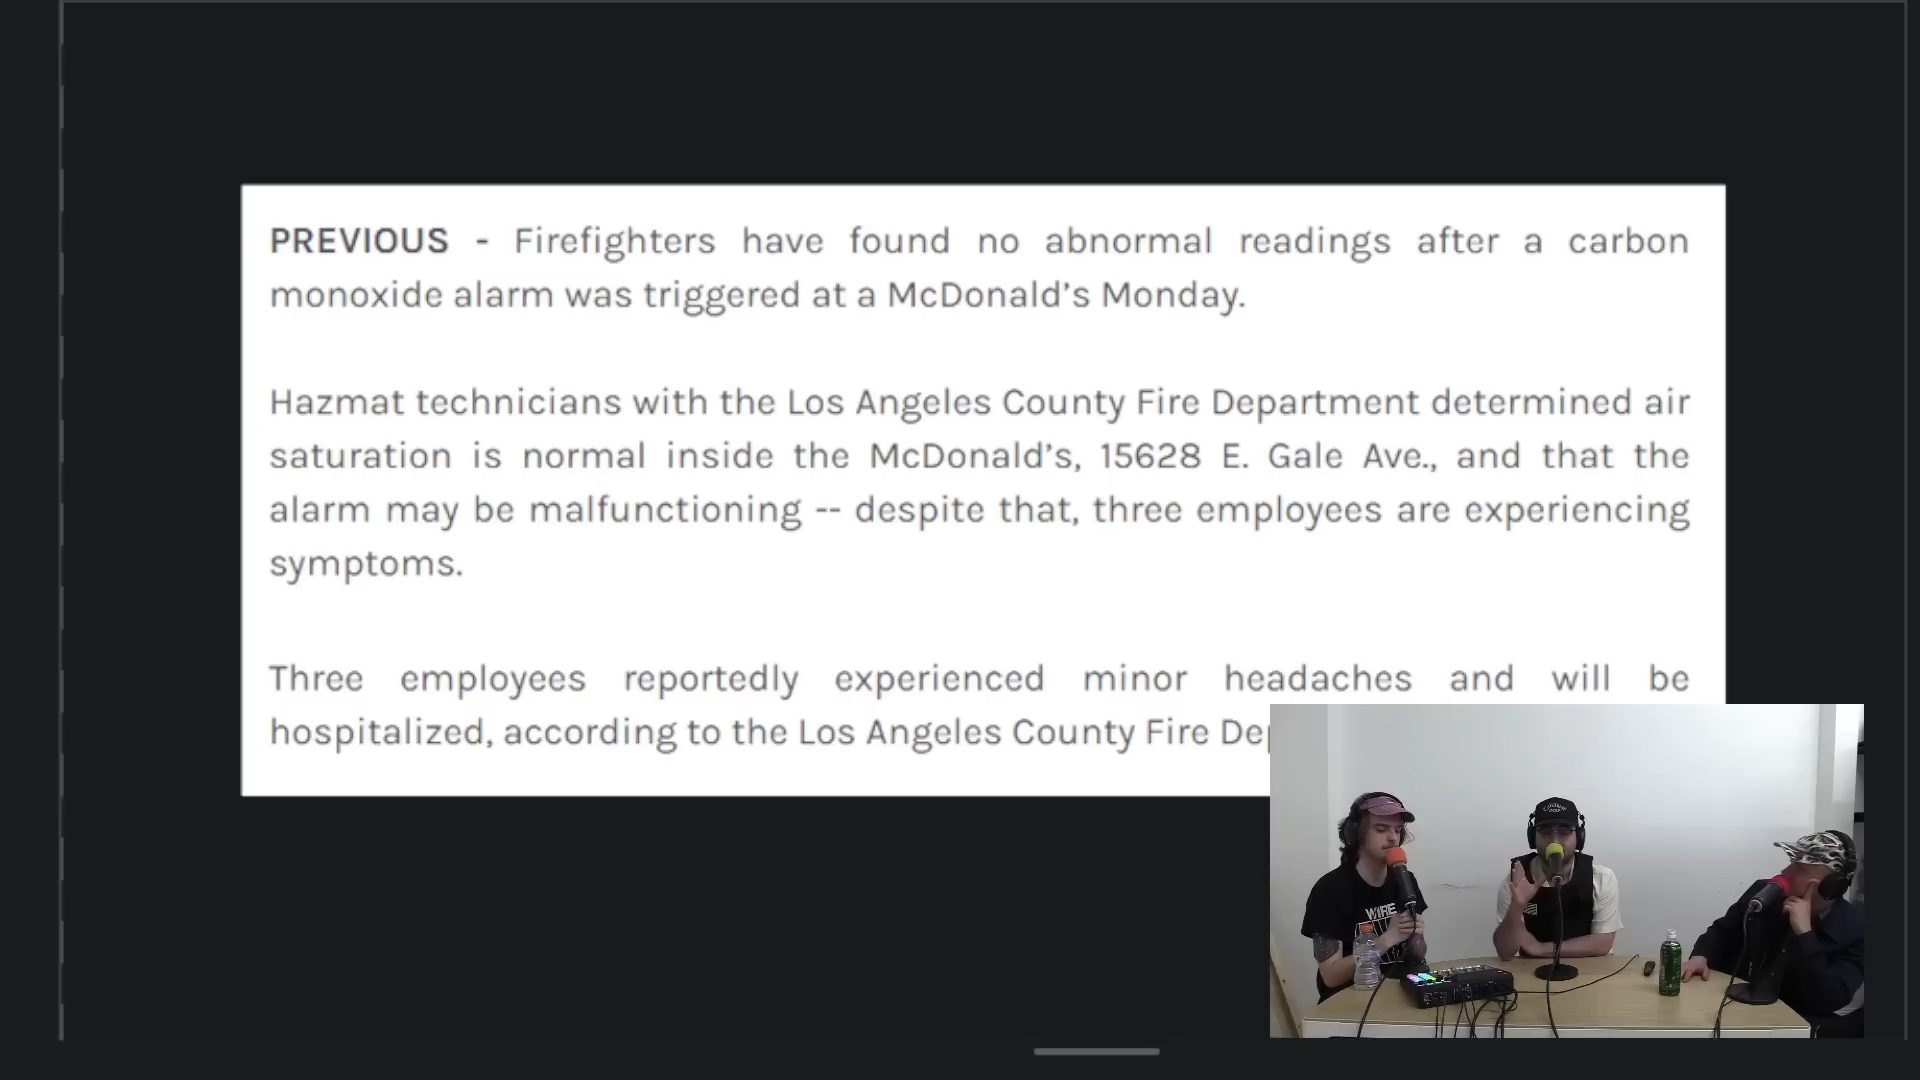 PREVIOUS - Firefighters have found no abnormal readings after a carbon
monoxide alarm was triggered at a McDonald's Monday.
Hazmat technicians with the Los Angeles County Fire Department determined air
saturation is normal inside the McDonald's, 15628 E. Gale Ave., and that the
alarm may be malfunctioning -- despite that, three employees are experiencing
symptoms.
Three employees reportedly experienced minor headaches and will be
hospitalized, according to the Los Angeles County Fire Dep
WIRE